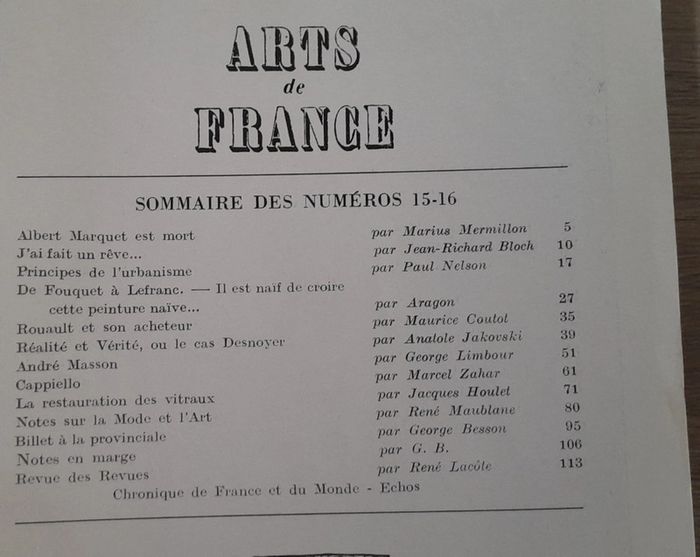 ARTS
de
FRANCE
SOMMAIRE DES NUMÉROS 15-16
Albert Marquet est mort par Marius Mermillon 5
J'ai fait un rêve... par Jean-Richard Bloch 10
Principes de l'urbanisme par Paul Nelson 17
De Fouquet à Lefranc. — Il est naïf de croire
cette peinture naïve... par Aragon 27
Rouault et son acheteur par Maurice Coutot 35
Réalité et Vérité, ou le cas Desnoyer par Anatole Jakovski 39
André Masson par George Limbour 51
Cappiello par Marcel Zahar 61
La restauration des vitraux par Jacques Houlet 71
Notes sur la Mode et l'Art par René Maublanc 80
Billet à la provinciale par George Besson 95
Notes en marge par G. B. 106
Revue des Revues par René Lacôte 113
Chronique de France et du Monde - Echos